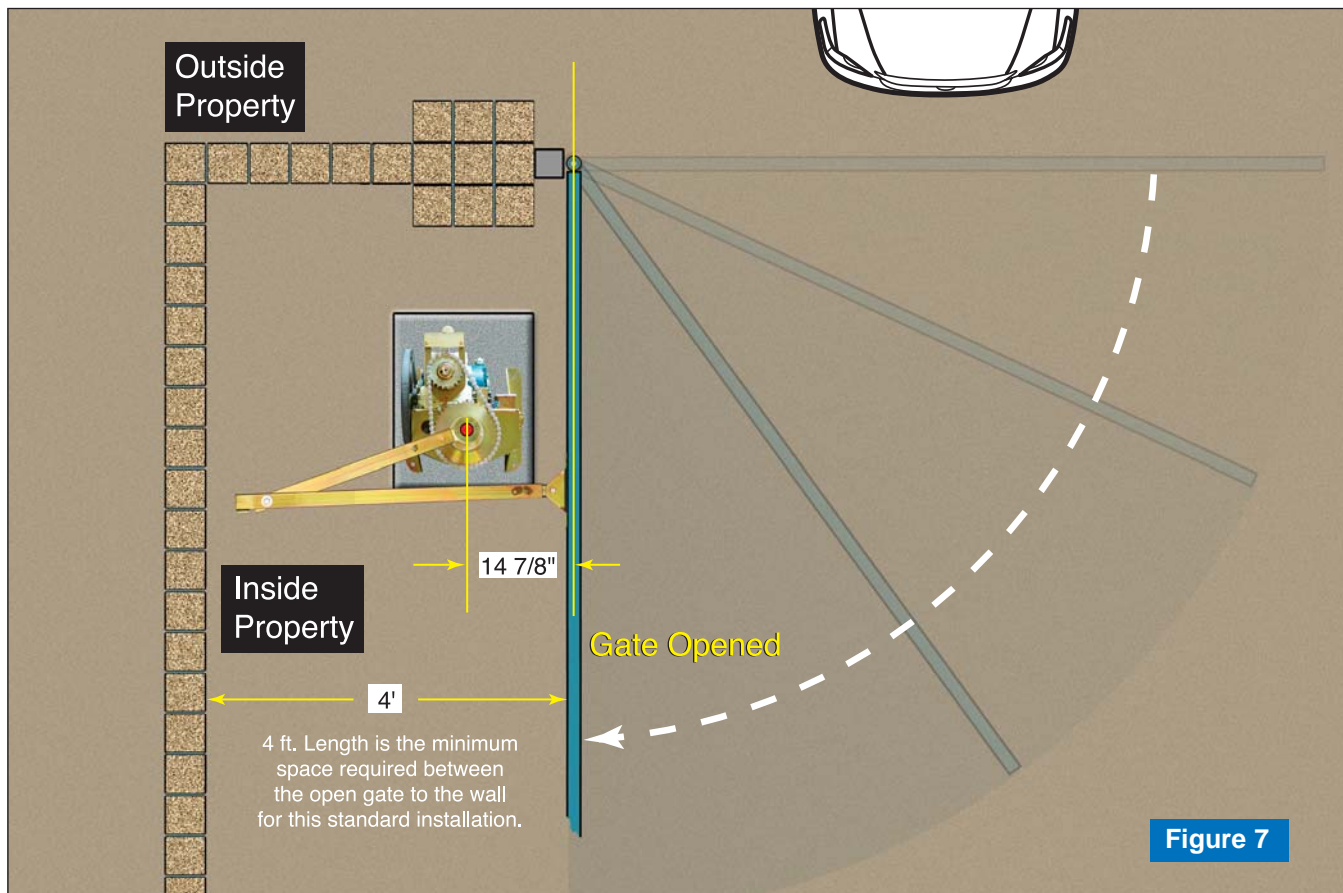 Outside
Property
14 7/8"
Inside
Property
Gate Opened
4'
4 ft. Length is the minimum
space required between
the open gate to the wall
for this standard installation.
Figure 7